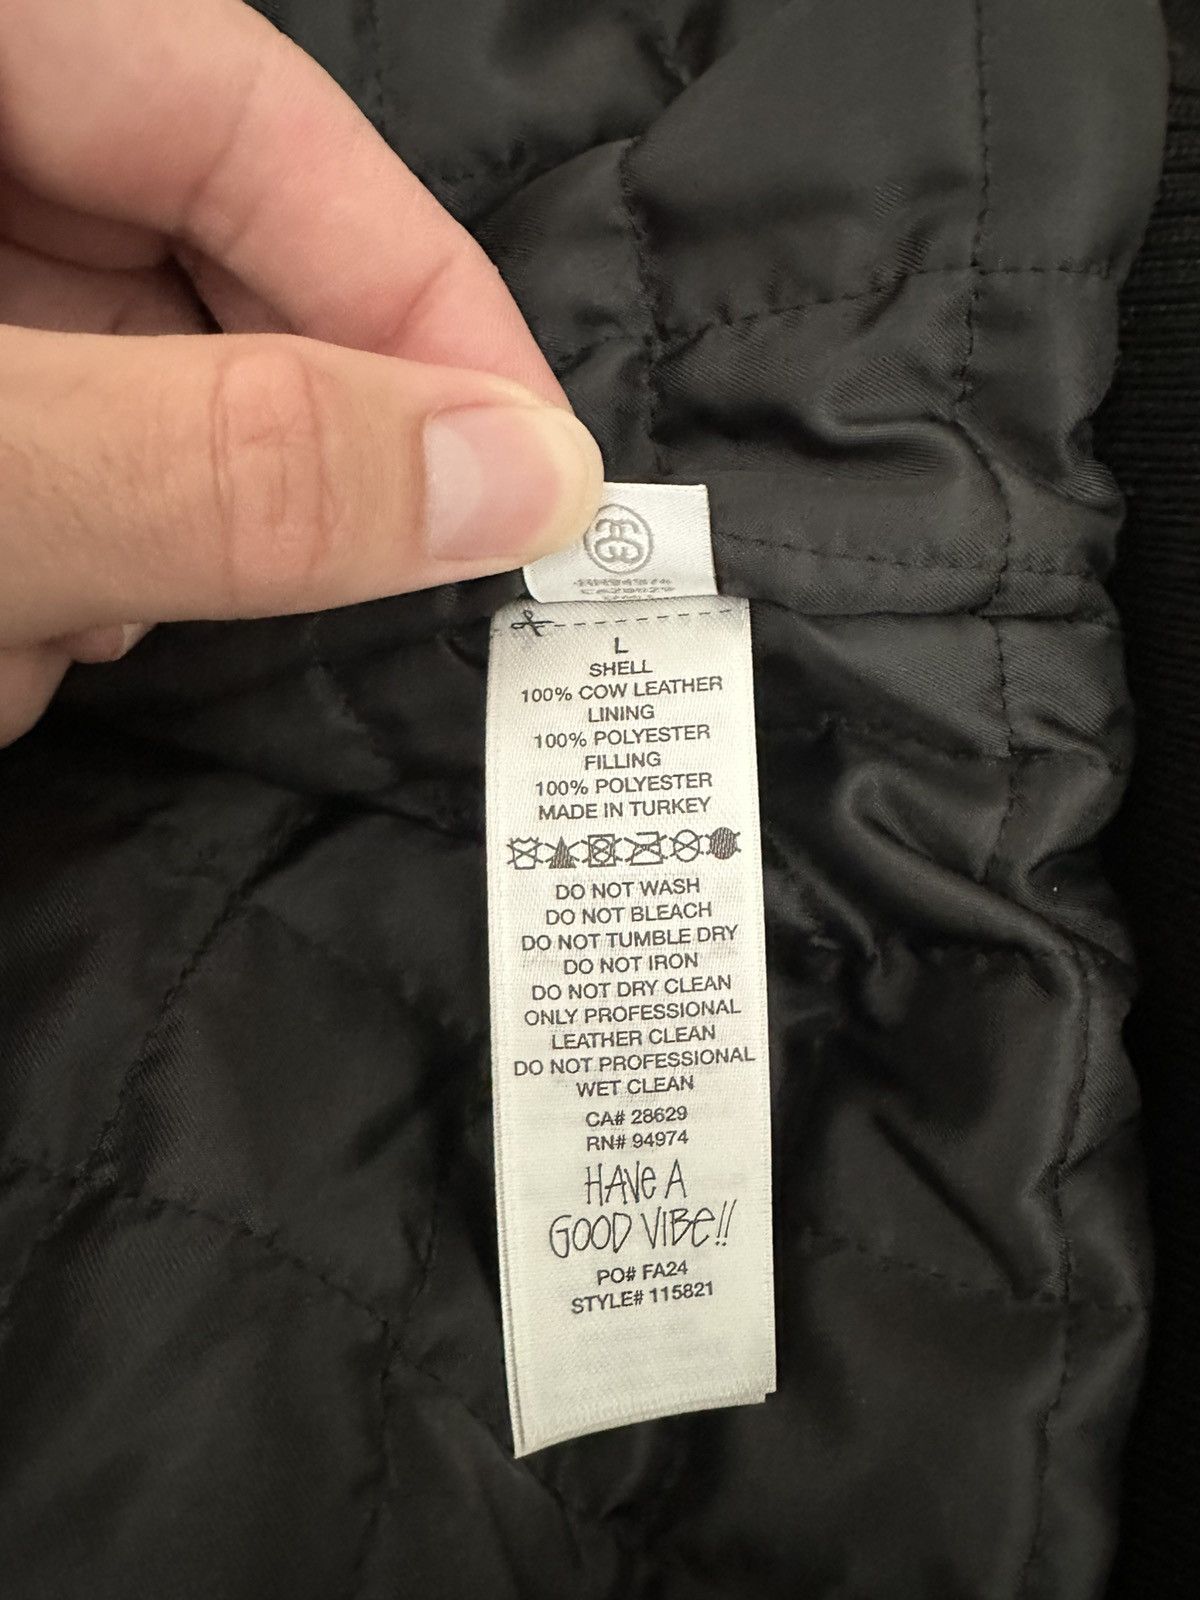 L
SHELL
100% COW LEATHER
LINING
100% POLYESTER
FILLING
100% POLYESTER
MADE IN TURKEY
DO NOT WASH
DO NOT BLEACH
DO NOT TUMBLE DRY
DO NOT IRON
DO NOT DRY CLEAN
ONLY PROFESSIONAL
LEATHER CLEAN
DO NOT PROFESSIONAL
WET CLEAN
CA# 28629
RN# 94974
HAVE A
GOOD VIBE!!
PO# FA24
STYLE# 115821